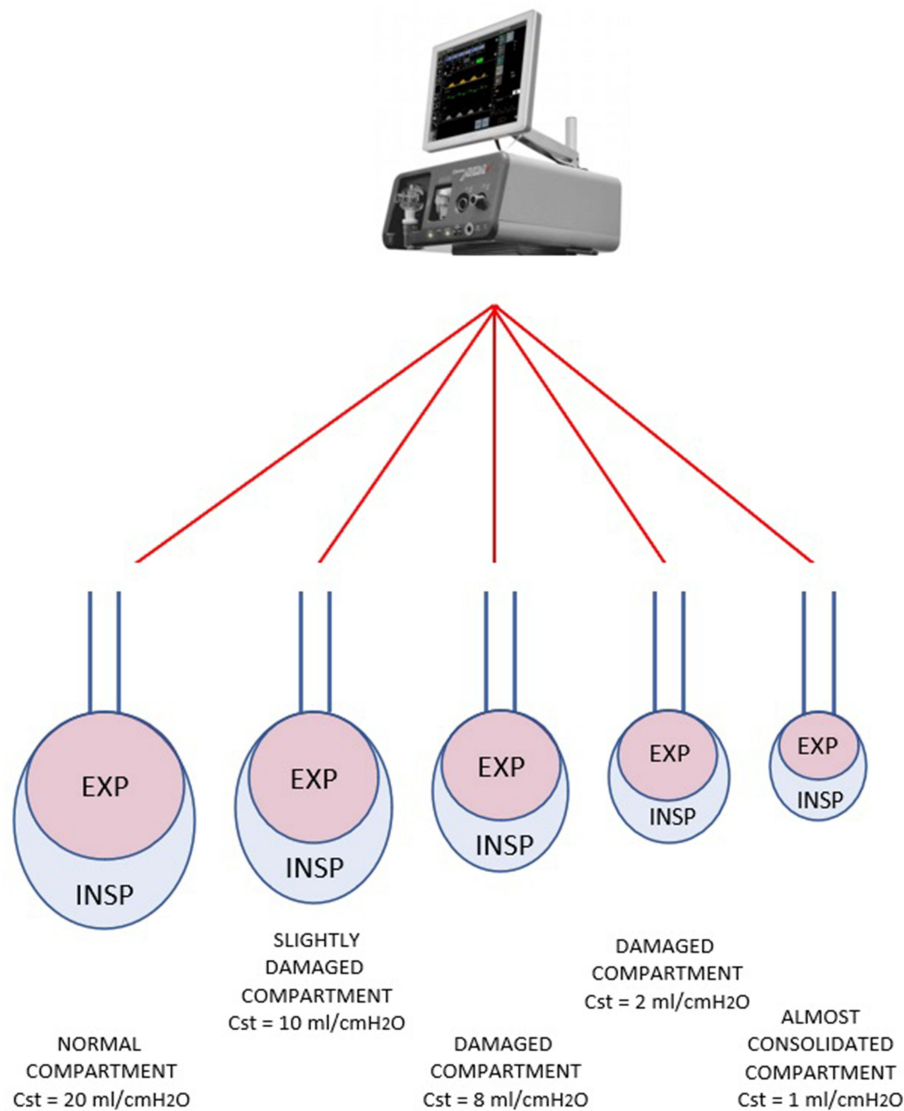 EXP
INSP
EXP
INSP
EXP
INSP
EXP
INSP
EXP
INSP
NORMAL
COMPARTMENT
Cst = 20 ml/cmH2O
SLIGHTLY
DAMAGED
COMPARTMENT
Cst = 10 ml/cmH2O
DAMAGED
COMPARTMENT
Cst = 8 ml/cmH2O
DAMAGED
COMPARTMENT
Cst = 2 ml/cmH2O
ALMOST
CONSOLIDATED
COMPARTMENT
Cst = 1 ml/cmH2O